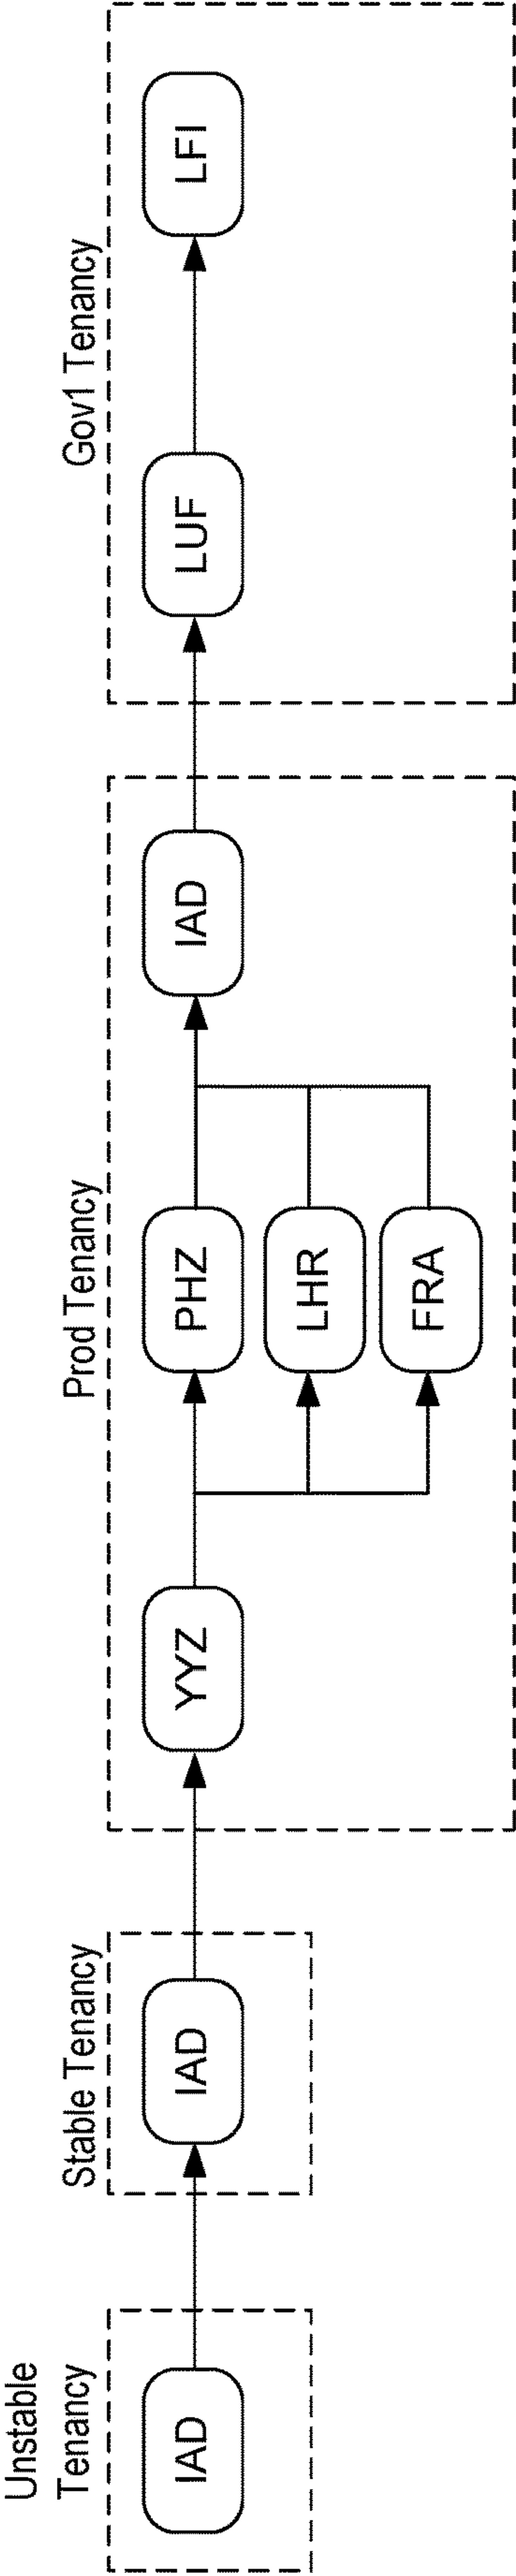 Unstable
Tenancy
IAD
Stable Tenancy
IAD
Prod Tenancy
YYZ
PHZ
LHR
FRA
IAD
Gov1 Tenancy
LUF
LFI